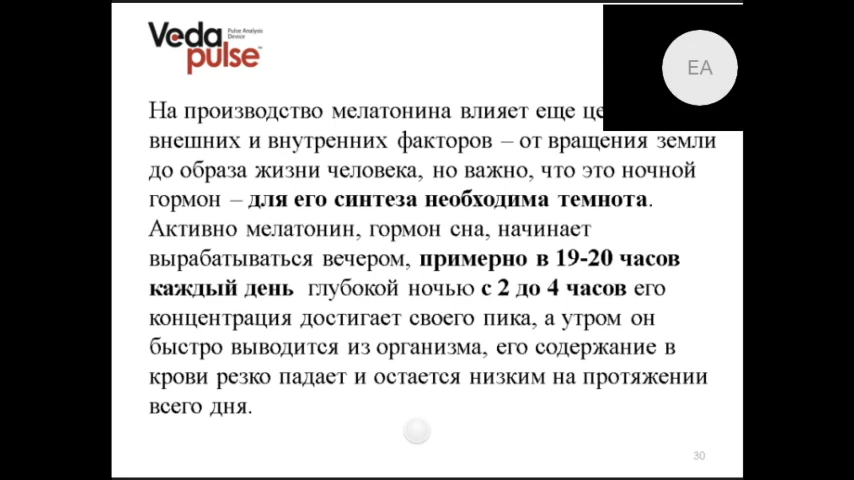 Veda
Pulse Analysis
Device
pulse™
EA
На производство мелатонина влияет еще
внешних и внутренних факторов – от вращения земли
до образа жизни человека, но важно, что это ночной
гормон – для его синтеза необходима темнота.
Активно мелатонин, гормон сна, начинает
вырабатываться вечером, примерно в 19-20 часов
каждый день глубокой ночью с 2 до 4 часов его
концентрация достигает своего пика, а утром он
быстро выводится из организма, его содержание в
крови резко падает и остается низким на протяжении
всего дня.
30